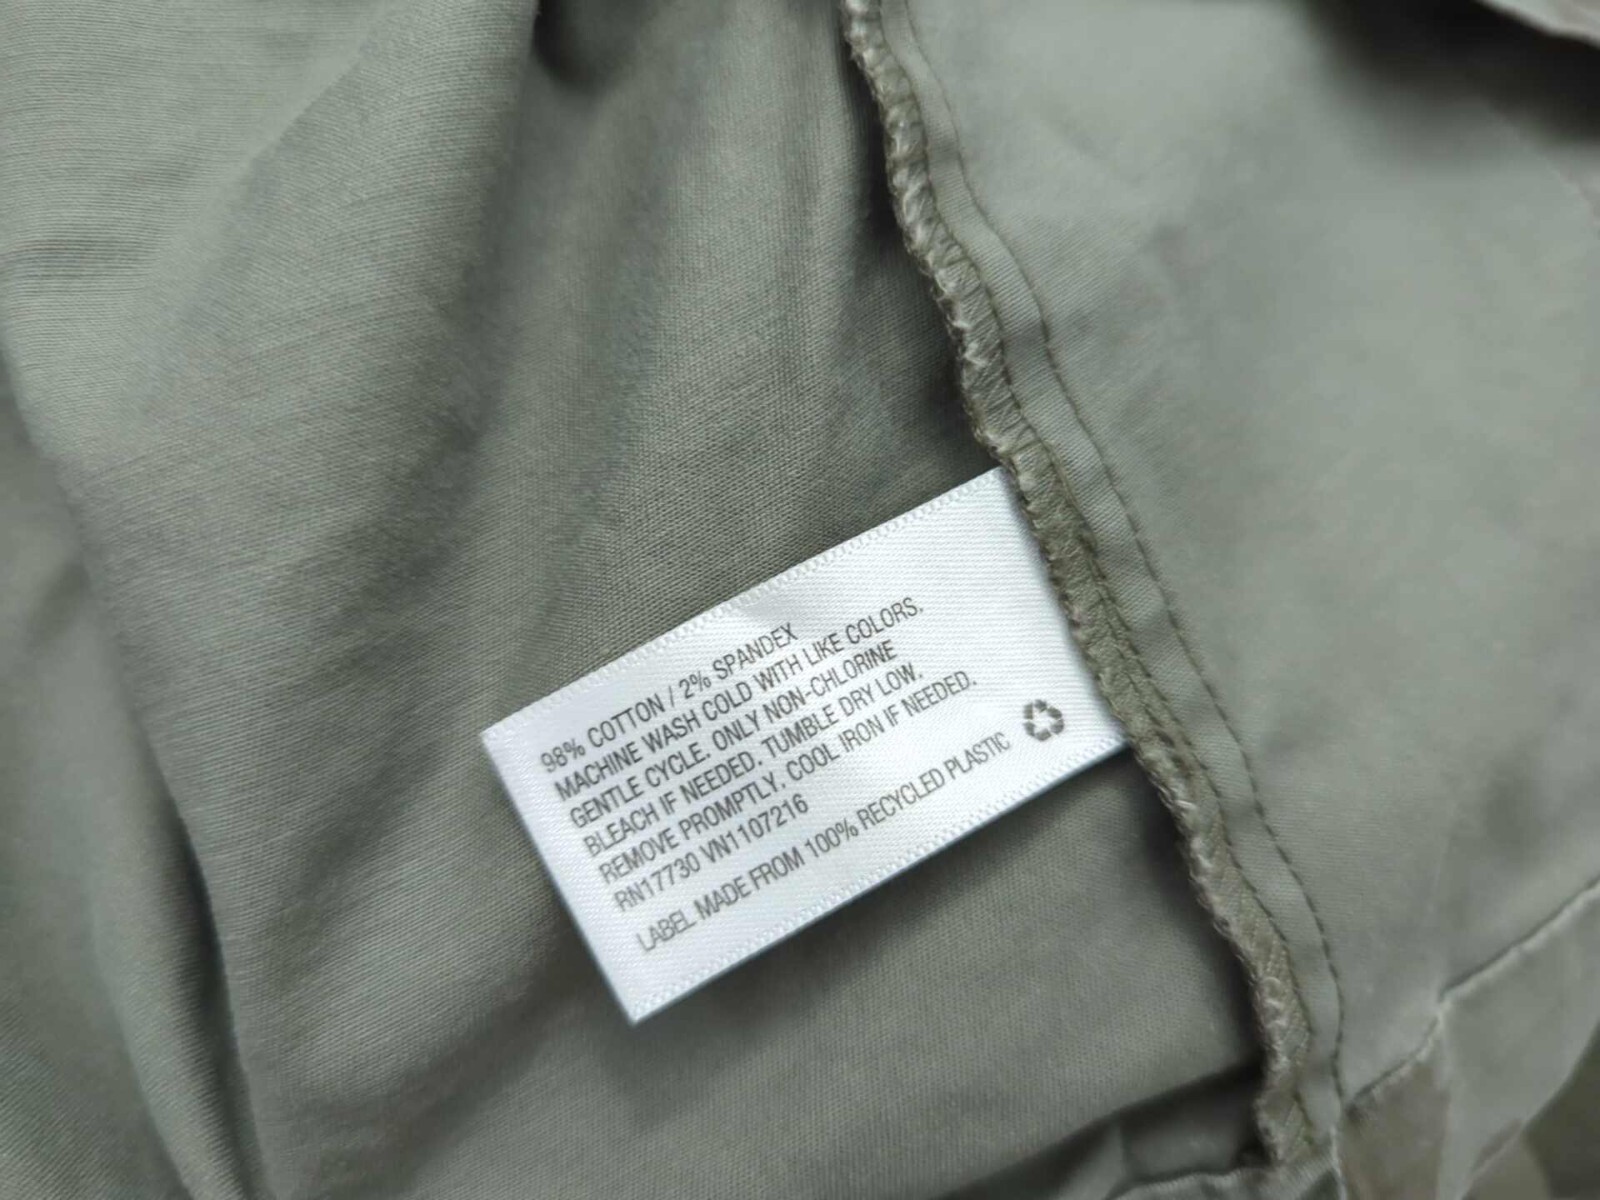 98% COTTON / 2% SPANDEX
MACHINE WASH COLD WITH LIKE COLORS.
GENTLE CYCLE. ONLY NON-CHLORINE
BLEACH IF NEEDED. TUMBLE DRY LOW.
REMOVE PROMPTLY, COOL IRON IF NEEDED.
RN17730 VN1107216
LABEL MADE FROM 100% RECYCLED PLASTIC